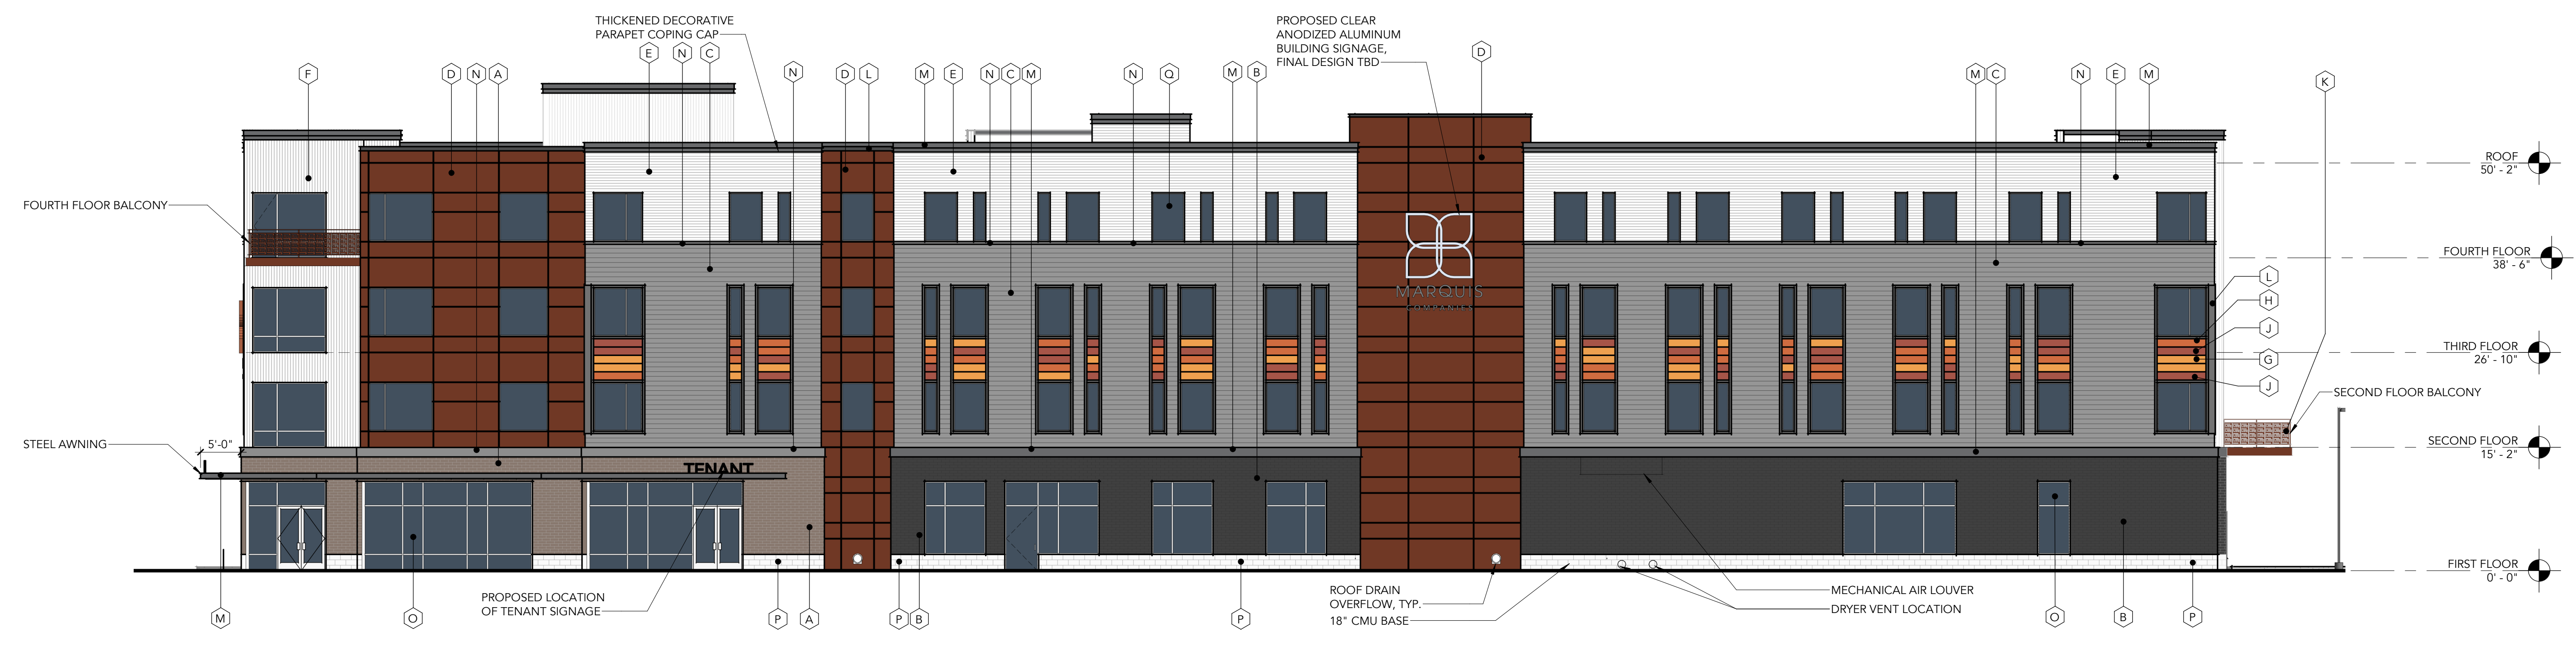 THICKENED DECORATIVE
PARAPET COPING CAP
PROPOSED CLEAR
ANODIZED ALUMINUM
BUILDING SIGNAGE,
FINAL DESIGN TBD
F
D
N
A
E
N
C
N
D
L
M
E
N
C
M
N
Q
M
B
D
M
C
N
E
M
K
ROOF
50' - 2"
FOURTH FLOOR BALCONY
FOURTH FLOOR
38' - 6"
MARQUIS
COMPANIES
L
H
J
G
J
THIRD FLOOR
26' - 10"
SECOND FLOOR BALCONY
STEEL AWNING
5'-0"
SECOND FLOOR
15' - 2"
TENANT
FIRST FLOOR
0' - 0"
PROPOSED LOCATION
OF TENANT SIGNAGE
ROOF DRAIN
OVERFLOW, TYP.
18" CMU BASE
MECHANICAL AIR LOUVER
DRYER VENT LOCATION
M
O
P
A
P
B
P
O
B
P